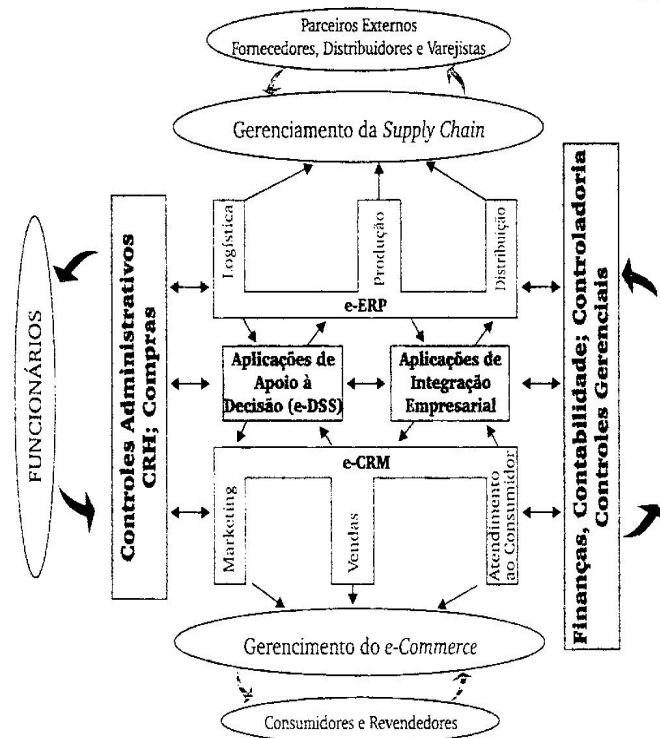 Parceiros Externos
Fornecedores, Distribuidores e Varejistas
Gerenciamento da Supply Chain
FUNCIONÁRIOS
Controles Administrativos
CRH; Compras
Logística
Produção
Distribuição
e-ERP
Aplicações de
Apoio à
Decisão (e-DSS)
Aplicações de
Integração
Empresarial
e-CRM
Marketing
Vendas
Atendimento
ao Consumidor
Finanças, Contabilidade; Controladoria
Controles Gerenciais
Gerencimento do e-Commerce
Consumidores e Revendedores